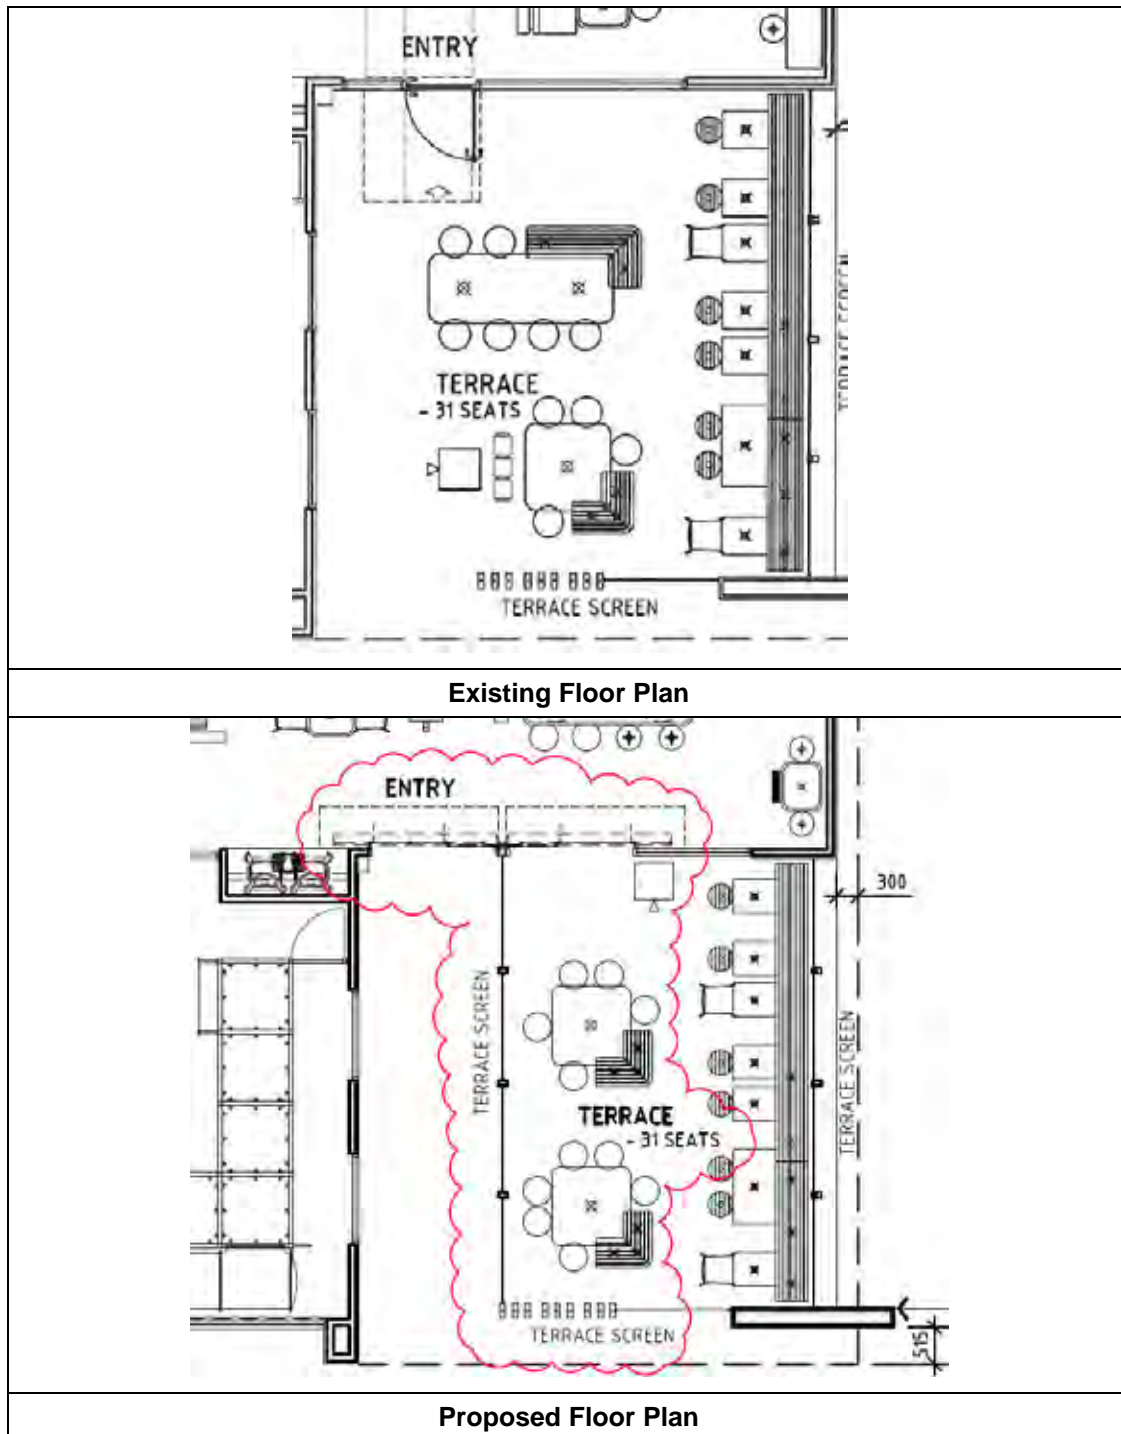 ENTRY
TERRACE
- 31 SEATS
TERRACE SCREEN
TERRACE SCREEN
Existing Floor Plan
ENTRY
300
TERRACE SCREEN
TERRACE SCREEN
TERRACE
- 31 SEATS
TERRACE SCREEN
515
Proposed Floor Plan